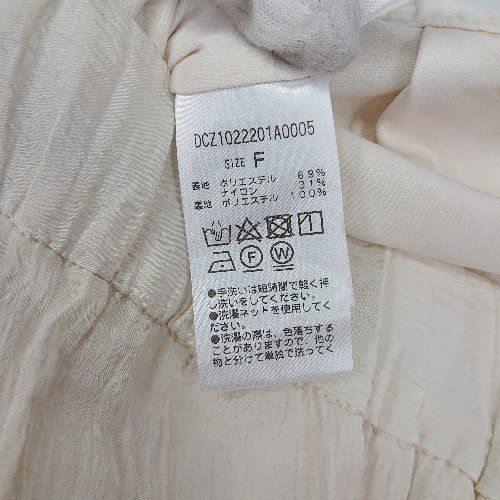 DCZ1022201A0005
SIZE F
表地 ポリエステル 69%
ナイロン 31%
裏地 ポリエステル 100%
F W
●手洗いは短時間で軽く押
し洗いをしてください。
●洗濯ネットを使用してく
ださい。
●洗濯の際は、色落ちする
ことがありますので、他の
物と分けて単独で洗ってく